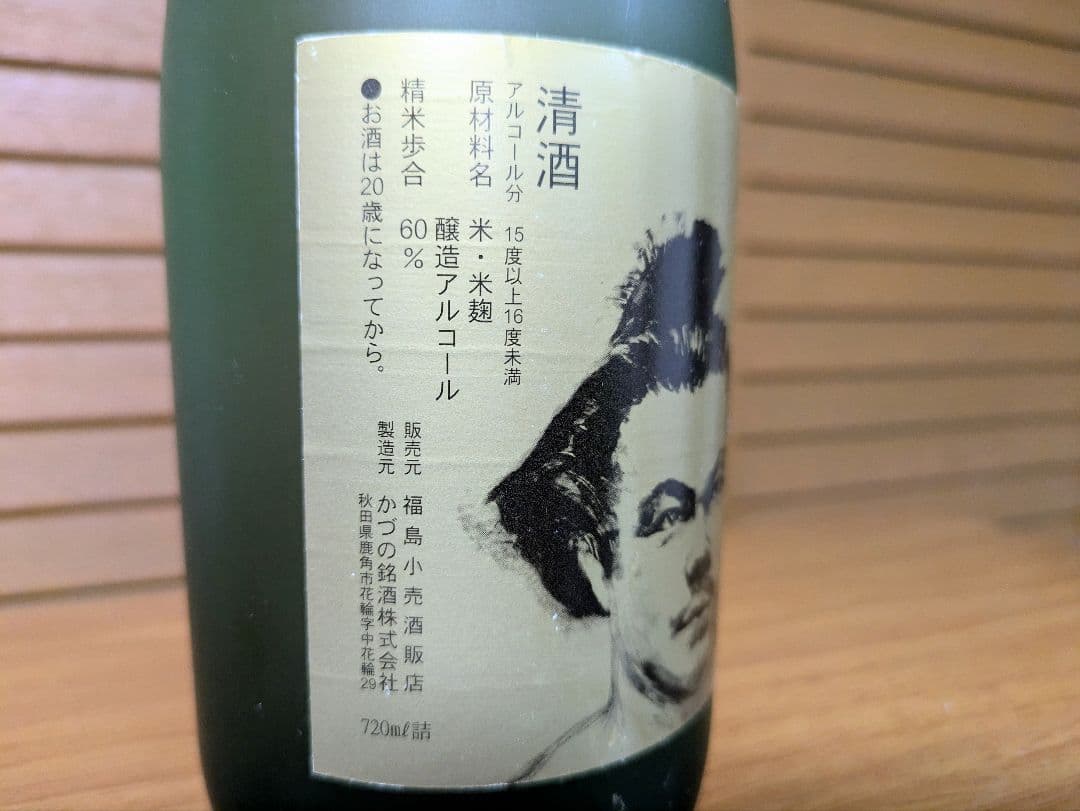 清酒
アルコール分 15度以上16度未満
原材料名 米・米麹
醸造アルコール
精米歩合 60%
●お酒は20歳になってから。
販売元 福島小売酒販店
製造元 かづの銘酒株式会社
秋田県鹿角市花輪字中花輪29
720mℓ詰